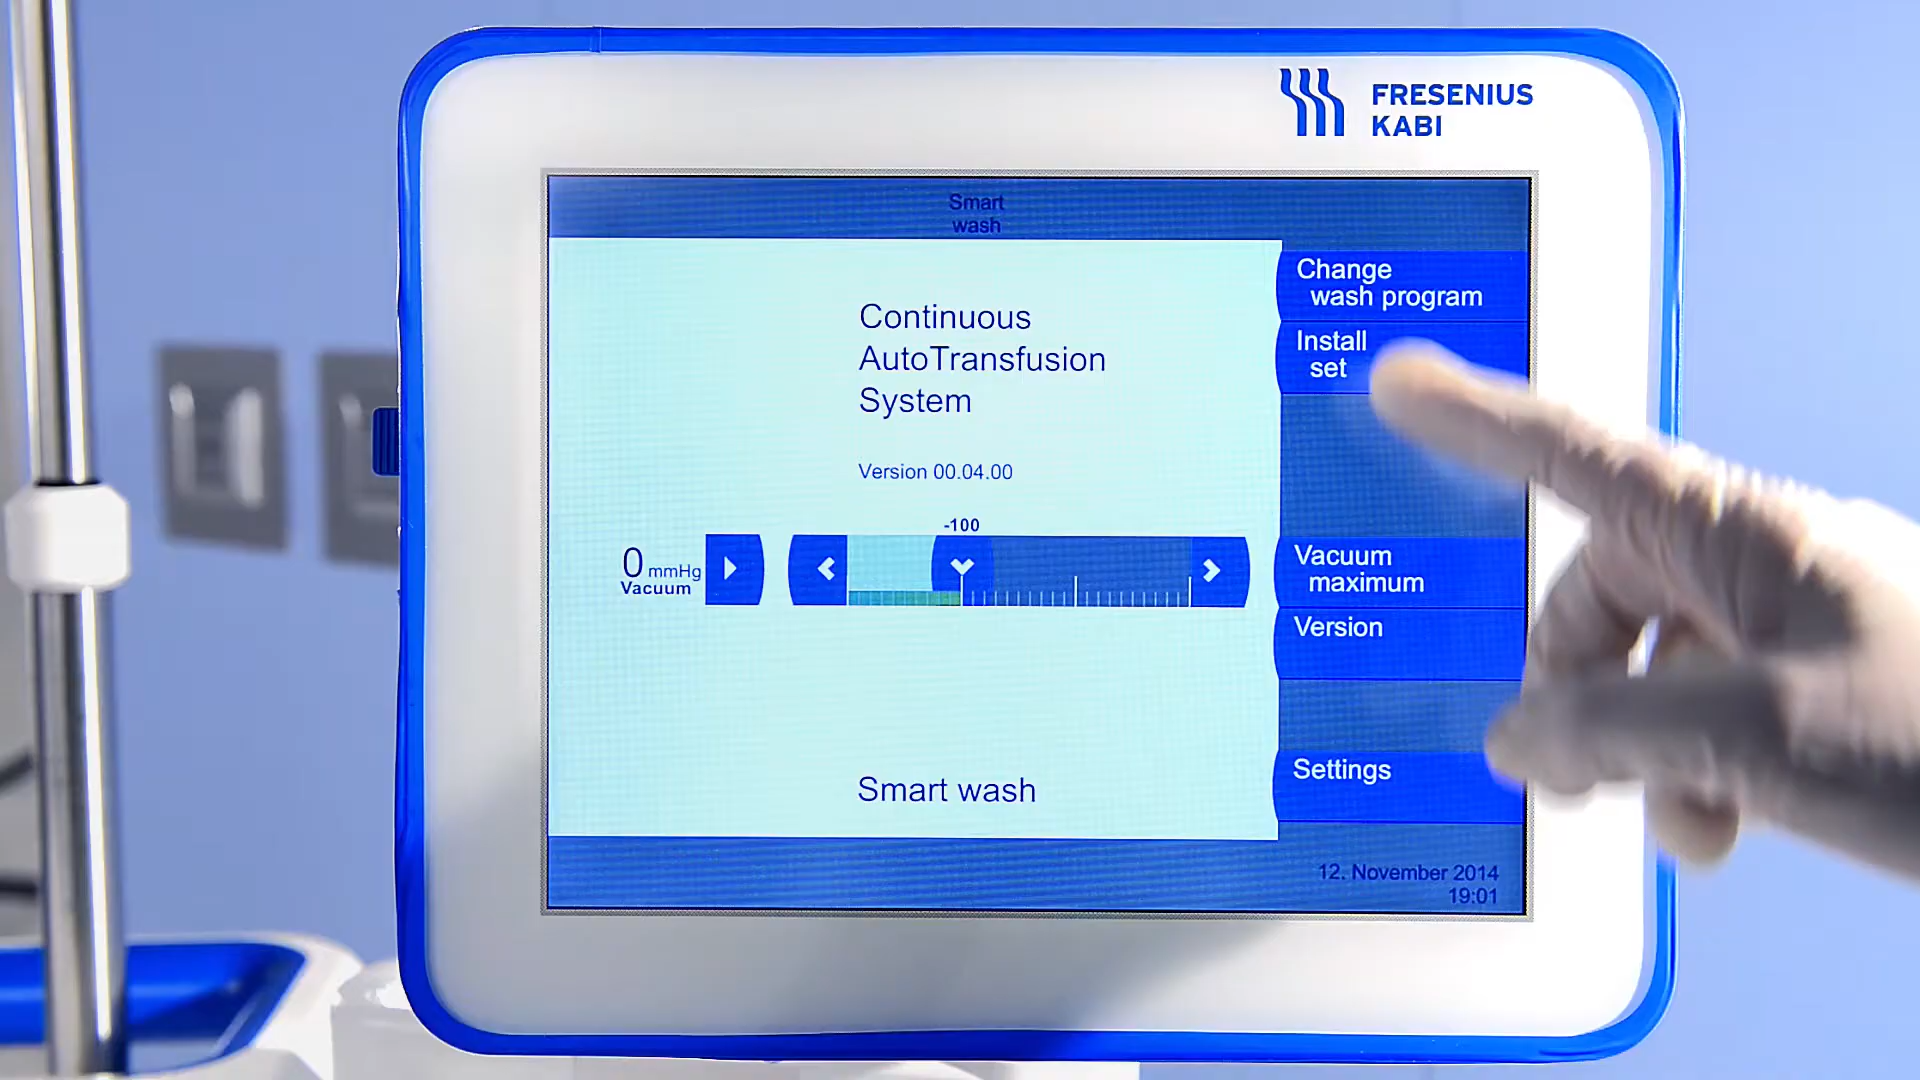 FRESENIUS
KABI
Smart
wash
Change
wash program
Install
set
Continuous
AutoTransfusion
System
Version 00.04.00
-100
0 mmHg
Vacuum
Vacuum
maximum
Version
Smart wash
Settings
12. November 2014
19:01